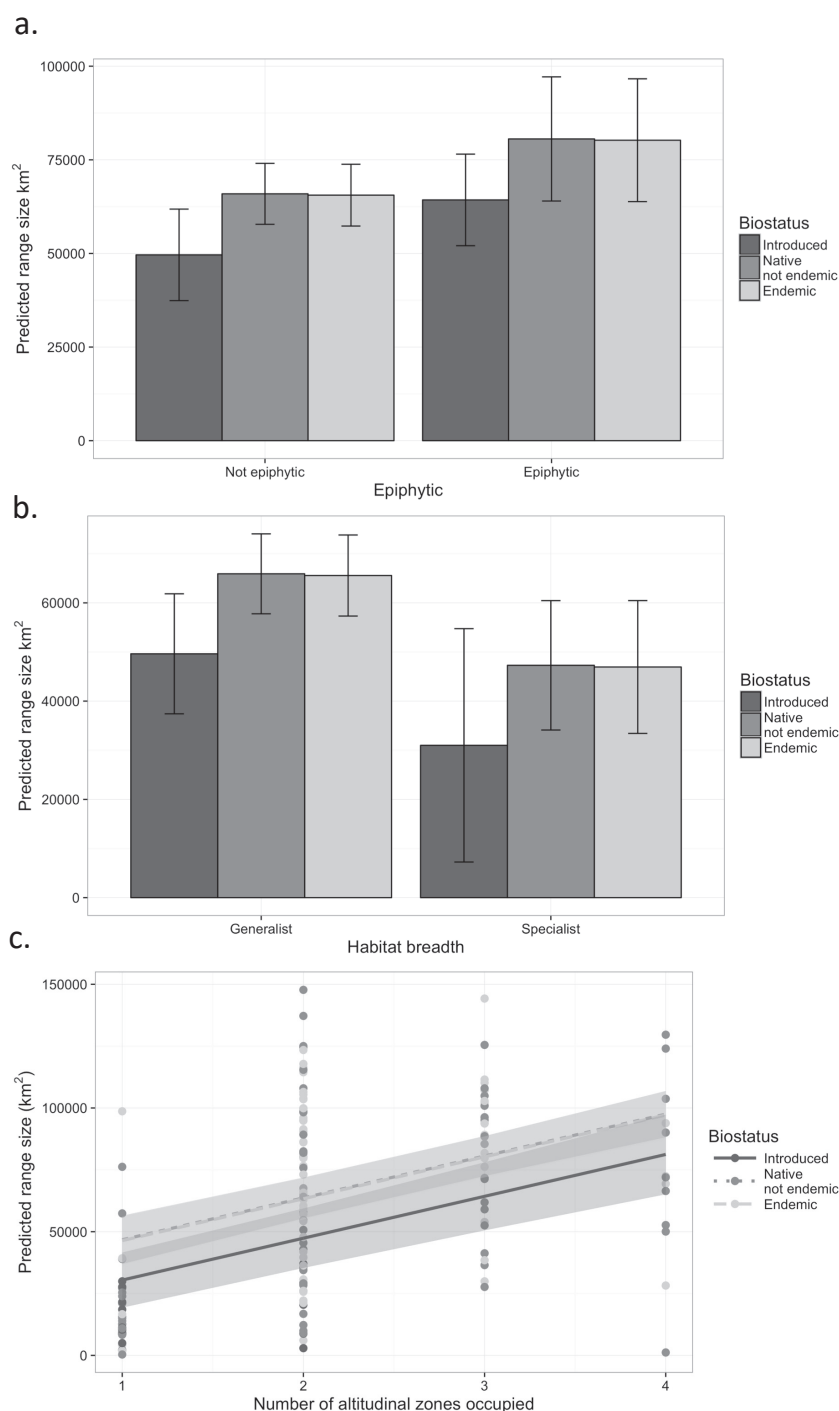 a.
100000
75000
50000
25000
0
Predicted range size km²
Not epiphytic
Epiphytic
Epiphytic
Biostatus
Introduced
Native
not endemic
Endemic
b.
60000
40000
20000
0
Predicted range size km²
Generalist
Specialist
Habitat breadth
Biostatus
Introduced
Native
not endemic
Endemic
c.
150000
100000
50000
0
Predicted range size (km²)
1 2 3 4
Number of altitudinal zones occupied
Biostatus
Introduced
Native
not endemic
Endemic